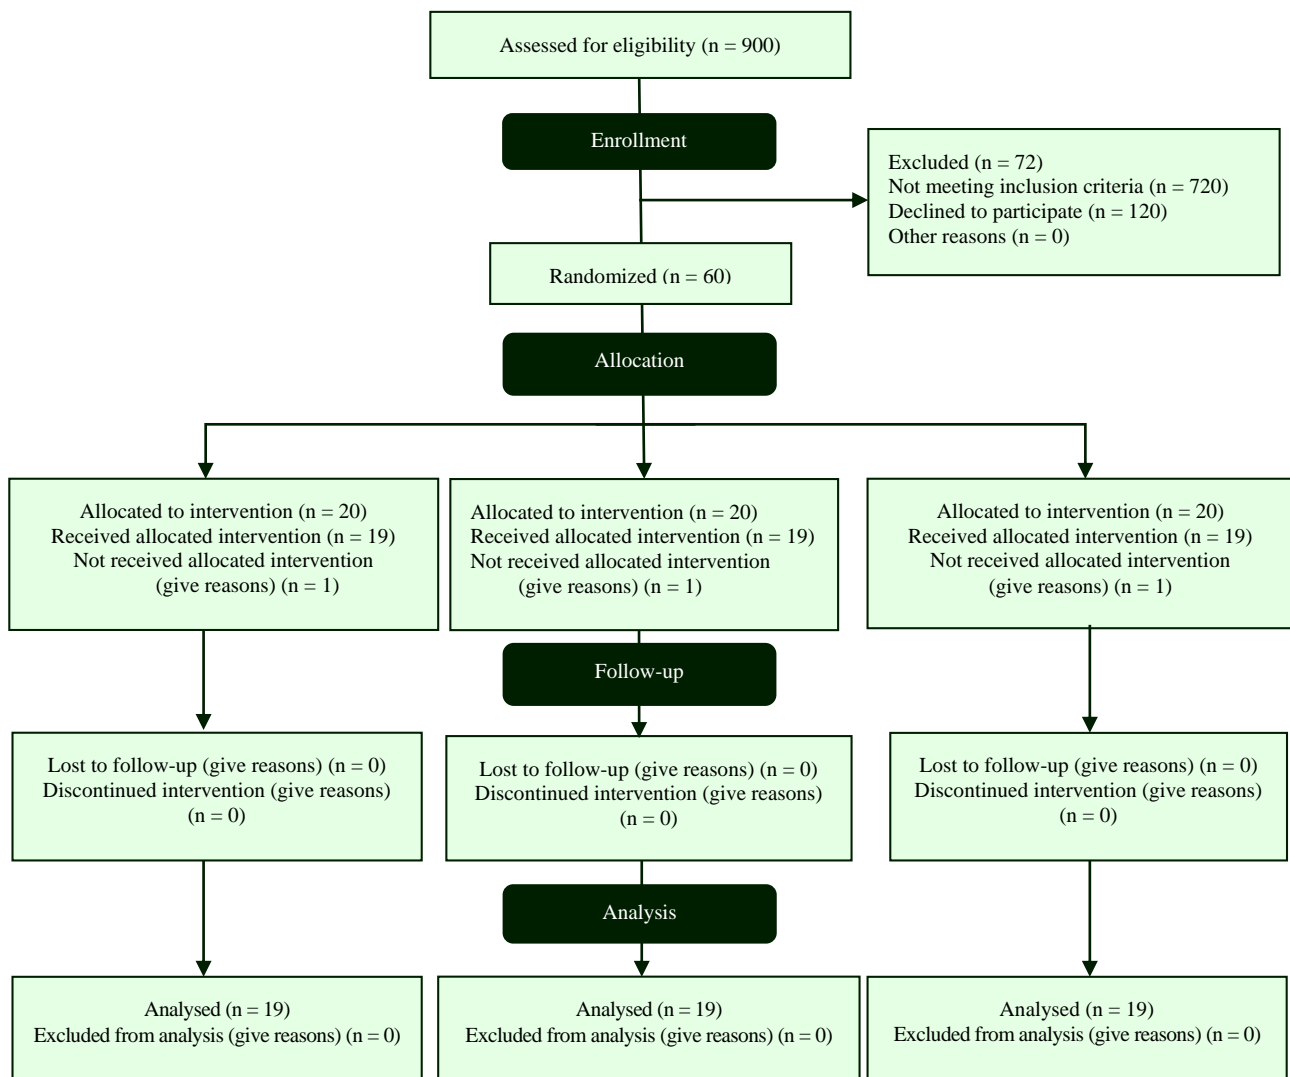 Assessed for eligibility (n = 900)
Enrollment
Excluded (n = 72)
Not meeting inclusion criteria (n = 720)
Declined to participate (n = 120)
Other reasons (n = 0)
Randomized (n = 60)
Allocation
Allocated to intervention (n = 20)
Received allocated intervention (n = 19)
Not received allocated intervention
(give reasons) (n = 1)
Allocated to intervention (n = 20)
Received allocated intervention (n = 19)
Not received allocated intervention
(give reasons) (n = 1)
Allocated to intervention (n = 20)
Received allocated intervention (n = 19)
Not received allocated intervention
(give reasons) (n = 1)
Follow-up
Lost to follow-up (give reasons) (n = 0)
Discontinued intervention (give reasons)
(n = 0)
Lost to follow-up (give reasons) (n = 0)
Discontinued intervention (give reasons)
(n = 0)
Lost to follow-up (give reasons) (n = 0)
Discontinued intervention (give reasons)
(n = 0)
Analysis
Analysed (n = 19)
Excluded from analysis (give reasons) (n = 0)
Analysed (n = 19)
Excluded from analysis (give reasons) (n = 0)
Analysed (n = 19)
Excluded from analysis (give reasons) (n = 0)